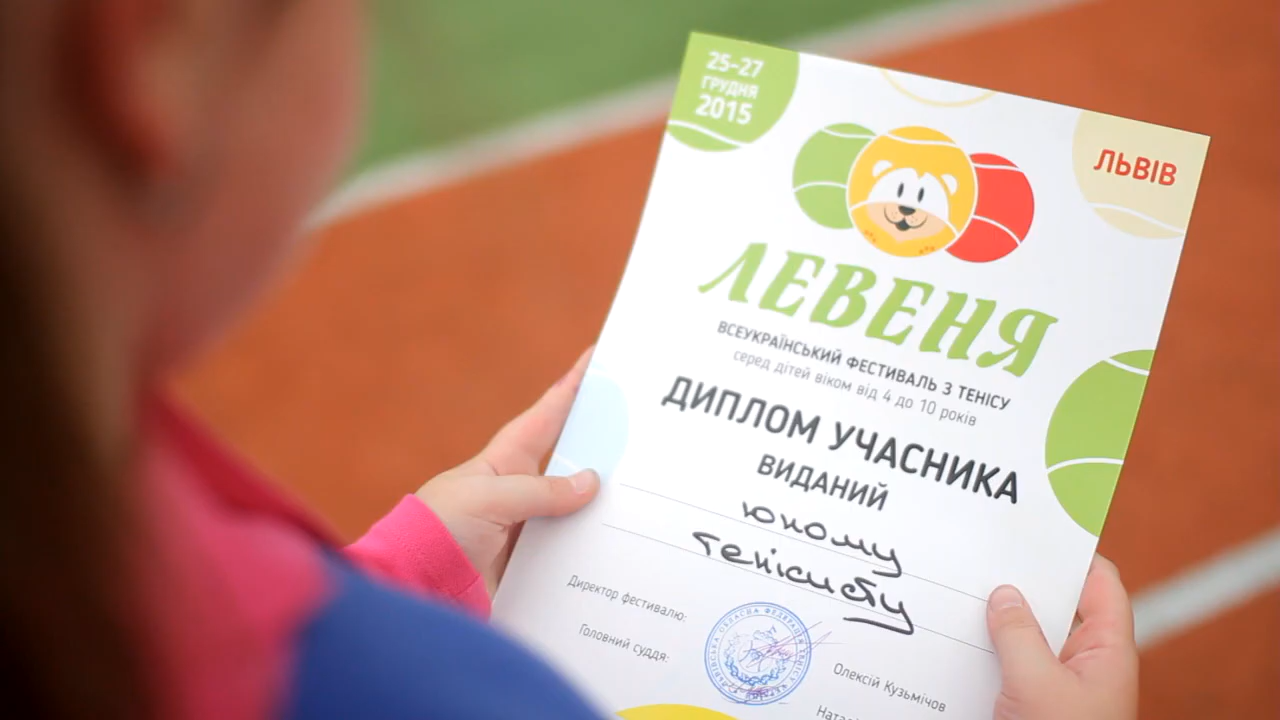 25-27
ГРУДНЯ
2015
ЛЬВІВ
ЛЕВЕНЯ
ВСЕУКРАЇНСЬКИЙ ФЕСТИВАЛЬ З ТЕНІСУ
серед дітей віком від 4 до 10 років
ДИПЛОМ УЧАСНИКА
ВИДАНИЙ
юному
тенісисту
Директор фестивалю:
Головний суддя:
Олексій Кузьмічов